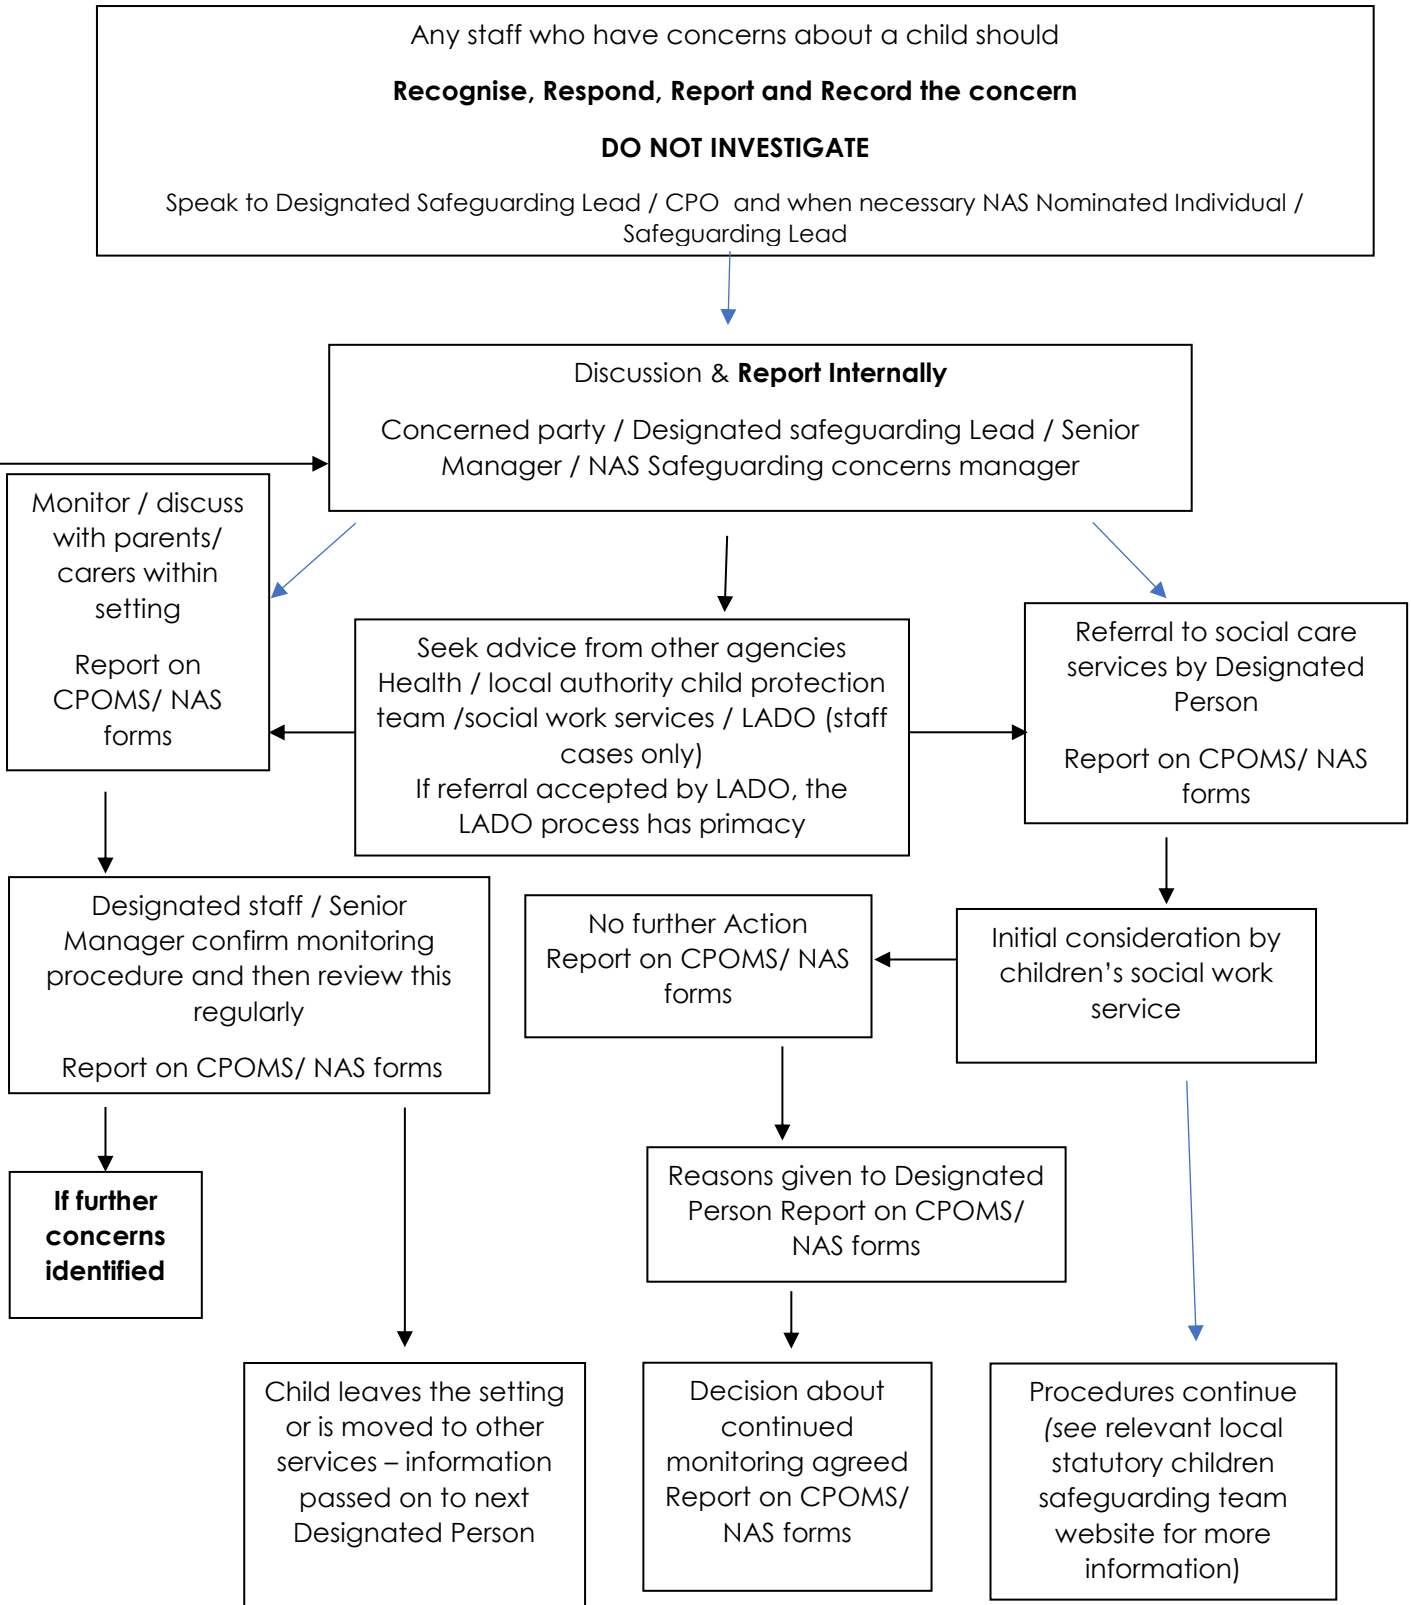 Any staff who have concerns about a child should
Recognise, Respond, Report and Record the concern
DO NOT INVESTIGATE
Speak to Designated Safeguarding Lead / CPO and when necessary NAS Nominated Individual /
Safeguarding Lead
Discussion & Report Internally
Concerned party / Designated safeguarding Lead / Senior
Manager / NAS Safeguarding concerns manager
Monitor / discuss
with parents/
carers within
setting
Report on
CPOMS/ NAS
forms
Seek advice from other agencies
Health / local authority child protection
team /social work services / LADO (staff
cases only)
If referral accepted by LADO, the
LADO process has primacy
Referral to social care
services by Designated
Person
Report on CPOMS/ NAS
forms
Designated staff / Senior
Manager confirm monitoring
procedure and then review this
regularly
Report on CPOMS/ NAS forms
No further Action
Report on CPOMS/ NAS
forms
Initial consideration by
children’s social work
service
If further
concerns
identified
Reasons given to Designated
Person Report on CPOMS/
NAS forms
Child leaves the setting
or is moved to other
services – information
passed on to next
Designated Person
Decision about
continued
monitoring agreed
Report on CPOMS/
NAS forms
Procedures continue
(see relevant local
statutory children
safeguarding team
website for more
information)